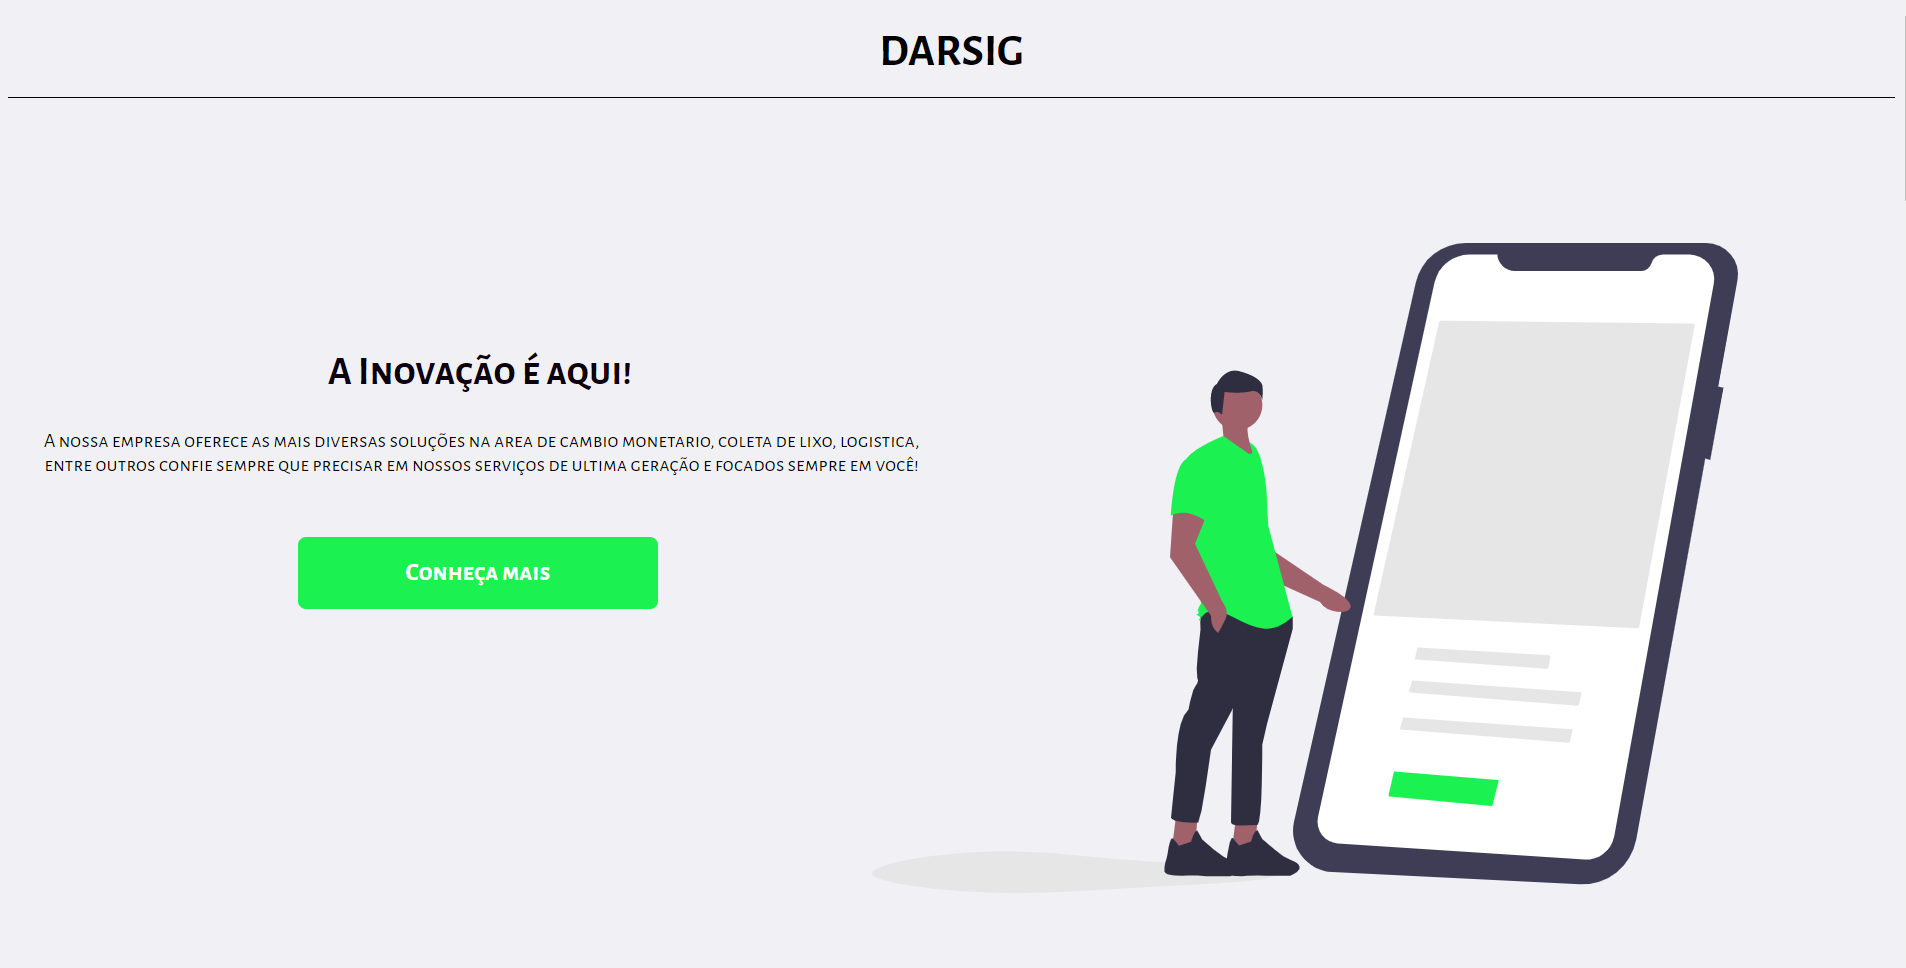 DARSIG
A Inovação é aqui!
A nossa empresa oferece as mais diversas soluções na area de cambio monetario, coleta de lixo, logistica,
entre outros confie sempre que precisar em nossos serviços de ultima geração e focados sempre em você!
Conheça mais